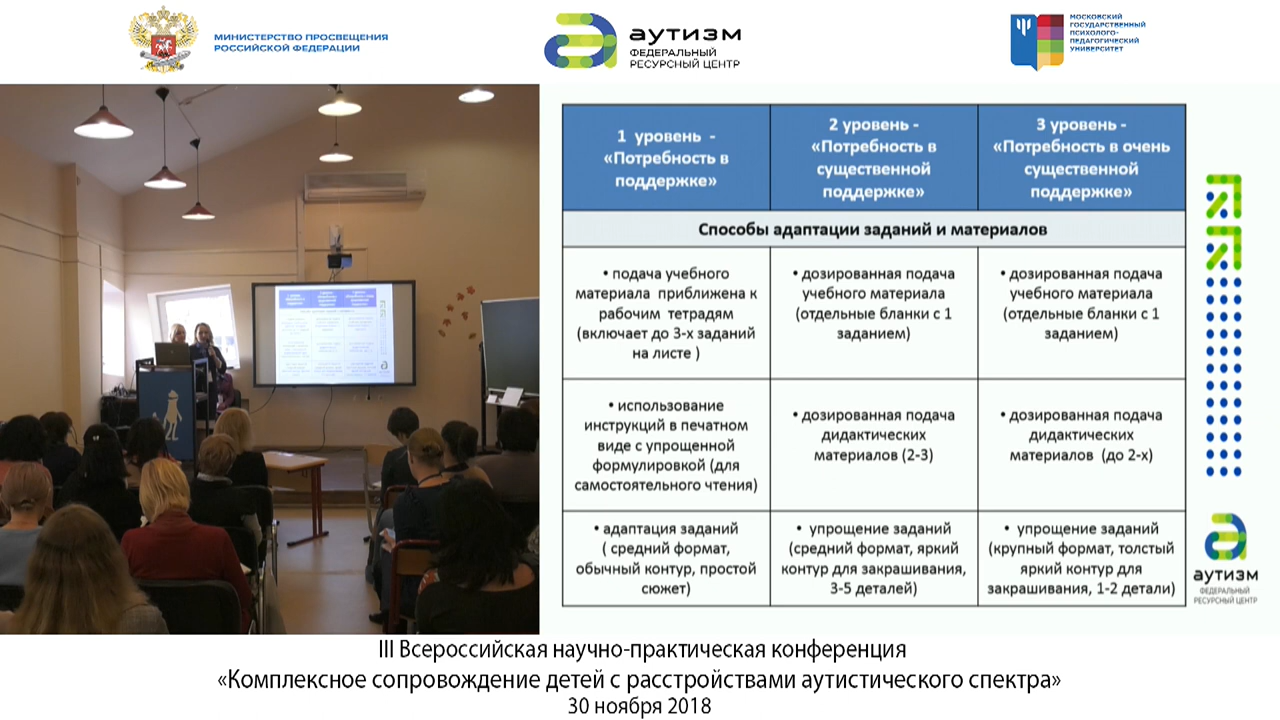 МИНИСТЕРСТВО ПРОСВЕЩЕНИЯ
РОССИЙСКОЙ ФЕДЕРАЦИИ
аутизм
ФЕДЕРАЛЬНЫЙ
РЕСУРСНЫЙ ЦЕНТР
МОСКОВСКИЙ
ГОСУДАРСТВЕННЫЙ
ПСИХОЛОГО-
ПЕДАГОГИЧЕСКИЙ
УНИВЕРСИТЕТ
1 уровень -
«Потребность в
поддержке»
2 уровень -
«Потребность в
существенной
поддержке»
3 уровень -
«Потребность в очень
существенной
поддержке»
Способы адаптации заданий и материалов
• подача учебного
материала приближена к
рабочим тетрадям
(включает до 3-х заданий
на листе )
• дозированная подача
учебного материала
(отдельные бланки с 1
заданием)
• дозированная подача
учебного материала
(отдельные бланки с 1
заданием)
• использование
инструкций в печатном
виде с упрощенной
формулировкой (для
самостоятельного чтения)
• дозированная подача
дидактических
материалов (2-3)
• дозированная подача
дидактических
материалов (до 2-х)
• адаптация заданий
( средний формат,
обычный контур, простой
сюжет)
• упрощение заданий
(средний формат, яркий
контур для закрашивания,
3-5 деталей)
• упрощение заданий
(крупный формат, толстый
яркий контур для
закрашивания, 1-2 детали)
аутизм
ФЕДЕРАЛЬНЫЙ
РЕСУРСНЫЙ ЦЕНТР
III Всероссийская научно-практическая конференция
«Комплексное сопровождение детей с расстройствами аутистического спектра»
30 ноября 2018